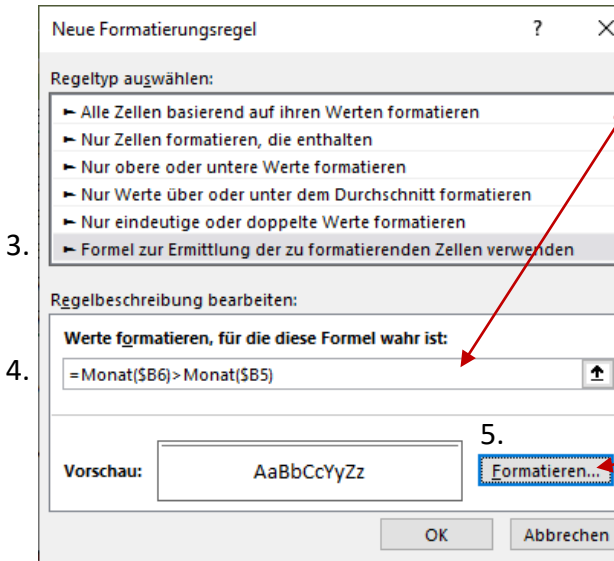 Neue Formatierungsregel ? ×
Regeltyp auswählen:
► Alle Zellen basierend auf ihren Werten formatieren
► Nur Zellen formatieren, die enthalten
► Nur obere oder untere Werte formatieren
► Nur Werte über oder unter dem Durchschnitt formatieren
► Nur eindeutige oder doppelte Werte formatieren
3. ► Formel zur Ermittlung der zu formatierenden Zellen verwenden
Regelbeschreibung bearbeiten:
Werte formatieren, für die diese Formel wahr ist:
4. =Monat($B6)>Monat($B5)
5.
Vorschau: AaBbCcYyZz Formatieren...
OK Abbrechen